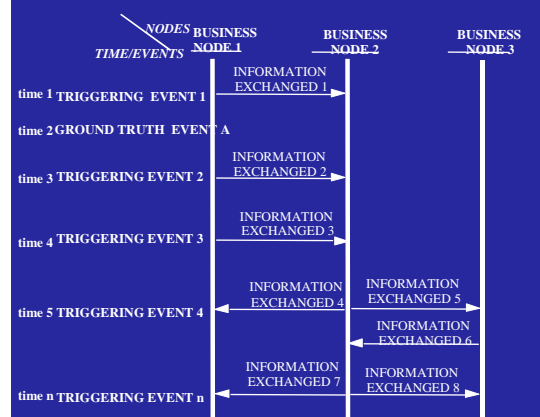 NODES
TIME/EVENTS
BUSINESS
NODE 1
BUSINESS
NODE 2
BUSINESS
NODE 3
time 1 TRIGGERING EVENT 1
INFORMATION
EXCHANGED 1
time 2 GROUND TRUTH EVENT A
time 3 TRIGGERING EVENT 2
INFORMATION
EXCHANGED 2
time 4 TRIGGERING EVENT 3
INFORMATION
EXCHANGED 3
time 5 TRIGGERING EVENT 4
INFORMATION
EXCHANGED 4
INFORMATION
EXCHANGED 5
INFORMATION
EXCHANGED 6
time n TRIGGERING EVENT n
INFORMATION
EXCHANGED 7
INFORMATION
EXCHANGED 8